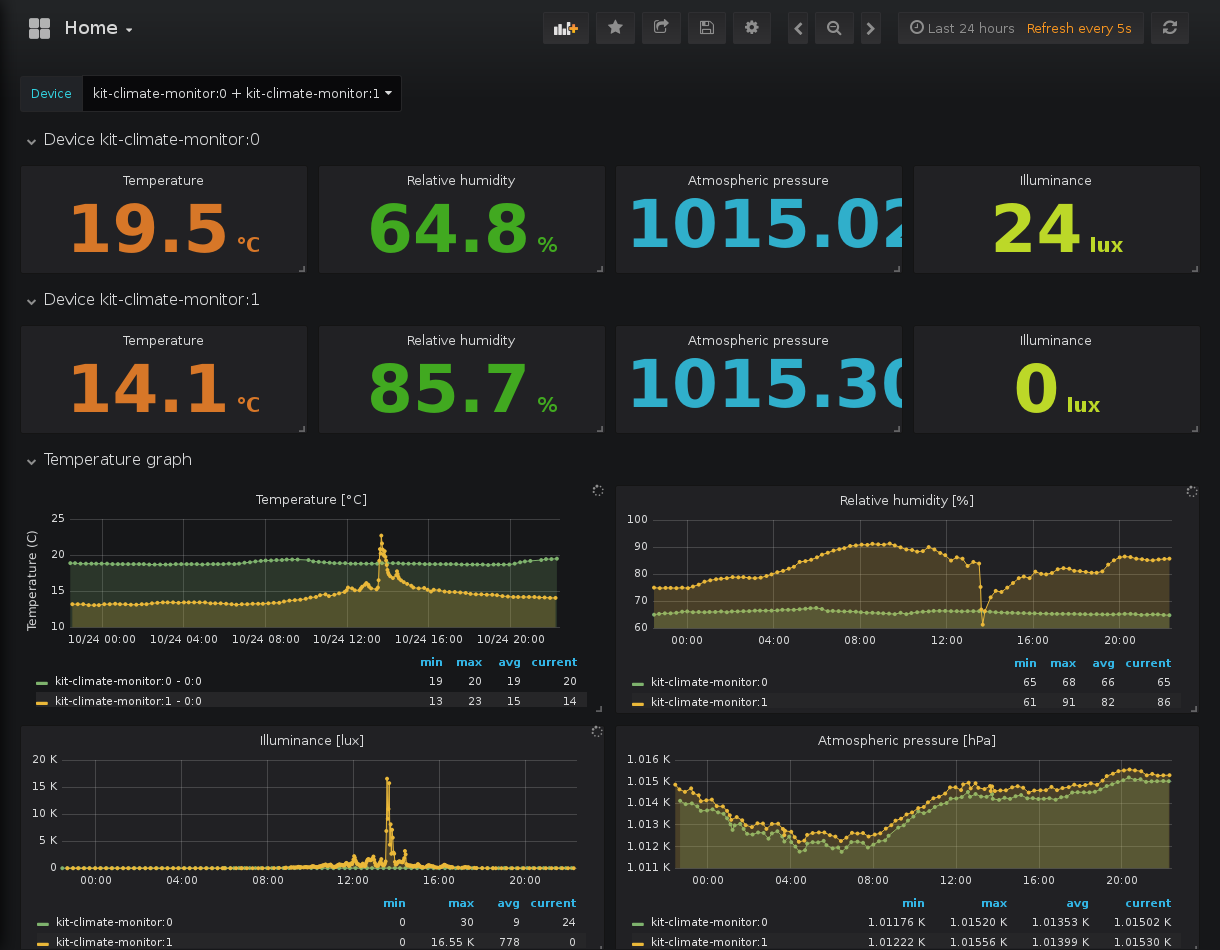 Home
Last 24 hours Refresh every 5s
Device kit-climate-monitor:0 + kit-climate-monitor:1
Device kit-climate-monitor:0
Temperature Relative humidity Atmospheric pressure Illuminance
19.5 °C 64.8 % 1015.02 24 lux
Device kit-climate-monitor:1
Temperature Relative humidity Atmospheric pressure Illuminance
14.1 °C 85.7 % 1015.30 0 lux
Temperature graph
Temperature [°C]
Temperature (C)
25
20
15
10
10/24 00:00 10/24 04:00 10/24 08:00 10/24 12:00 10/24 16:00 10/24 20:00
min max avg current
kit-climate-monitor:0 - 0:0 19 20 19 20
kit-climate-monitor:1 - 0:0 13 23 15 14
Relative humidity [%]
100
90
80
70
60
00:00 04:00 08:00 12:00 16:00 20:00
min max avg current
kit-climate-monitor:0 65 68 66 65
kit-climate-monitor:1 61 91 82 86
Illuminance [lux]
20 K
15 K
10 K
5 K
0
00:00 04:00 08:00 12:00 16:00 20:00
min max avg current
kit-climate-monitor:0 0 30 9 24
kit-climate-monitor:1 0 16.55 K 778 0
Atmospheric pressure [hPa]
1.016 K
1.015 K
1.014 K
1.013 K
1.012 K
1.011 K
00:00 04:00 08:00 12:00 16:00 20:00
min max avg current
kit-climate-monitor:0 1.01176 K 1.01520 K 1.01353 K 1.01502 K
kit-climate-monitor:1 1.01222 K 1.01556 K 1.01399 K 1.01530 K